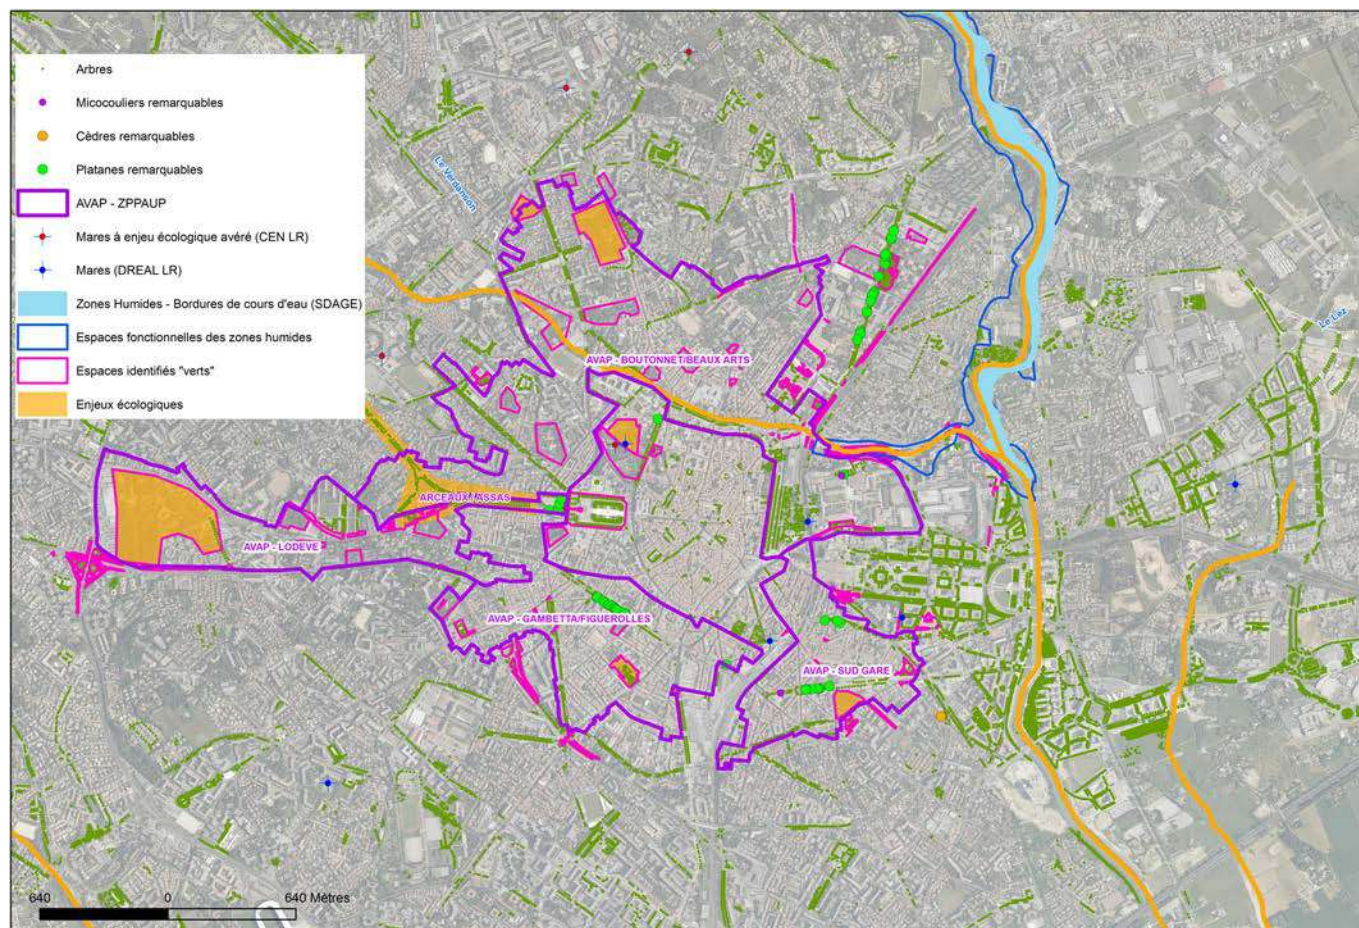 Arbres
Micocouliers remarquables
Cèdres remarquables
Platanes remarquables
AVAP - ZPPAUP
Mares à enjeu écologique avéré (CEN LR)
Mares (DREAL LR)
Zones Humides - Bordures de cours d'eau (SDAGE)
Espaces fonctionnelles des zones humides
Espaces identifiés "verts"
Enjeux écologiques
Le Verdanson
Le Lez
AVAP - BOUTONNET/BEAUX ARTS
ARCEAUX / ASSAS
AVAP - LODEVE
AVAP - GAMBETTA/FIGUEROLLES
AVAP - SUD GARE
640 0 640 Mètres